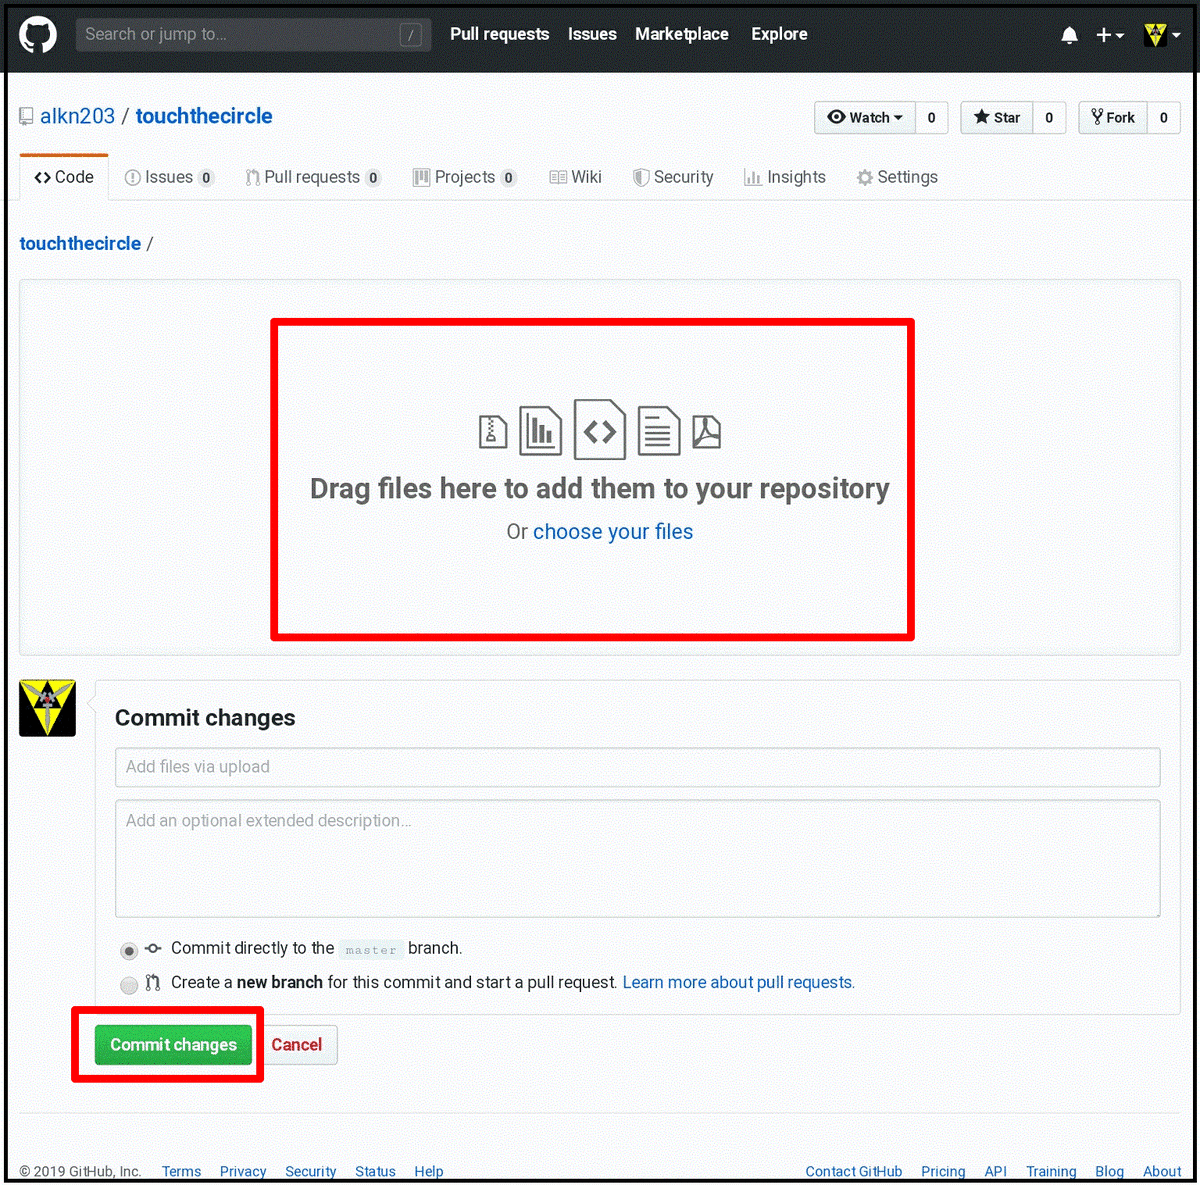 Search or jump to... / Pull requests Issues Marketplace Explore
alkn203 / touchthecircle Watch 0 Star 0 Fork 0
Code Issues 0 Pull requests 0 Projects 0 Wiki Security Insights Settings
touchthecircle /
Drag files here to add them to your repository
Or choose your files
Commit changes
Add files via upload
Add an optional extended description...
Commit directly to the master branch.
Create a new branch for this commit and start a pull request. Learn more about pull requests.
Commit changes Cancel
© 2019 GitHub, Inc. Terms Privacy Security Status Help Contact GitHub Pricing API Training Blog About